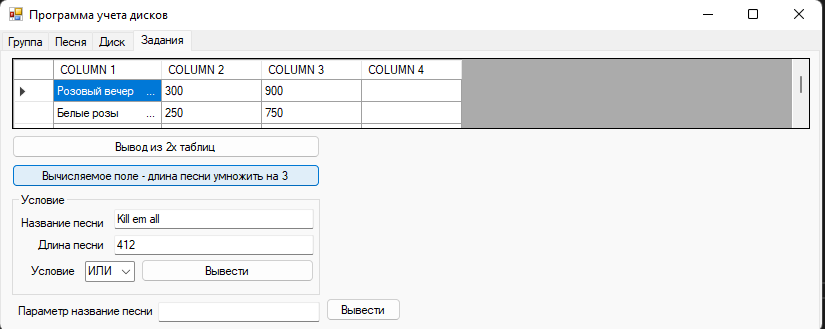 Программа учета дисков
Группа Песня Диск Задания
COLUMN 1 COLUMN 2 COLUMN 3 COLUMN 4
Розовый вечер ... 300 900
Белые розы ... 250 750
Вывод из 2х таблиц
Вычисляемое поле - длина песни умножить на 3
Условие
Название песни Kill em all
Длина песни 412
Условие ИЛИ Вывести
Параметр название песни Вывести